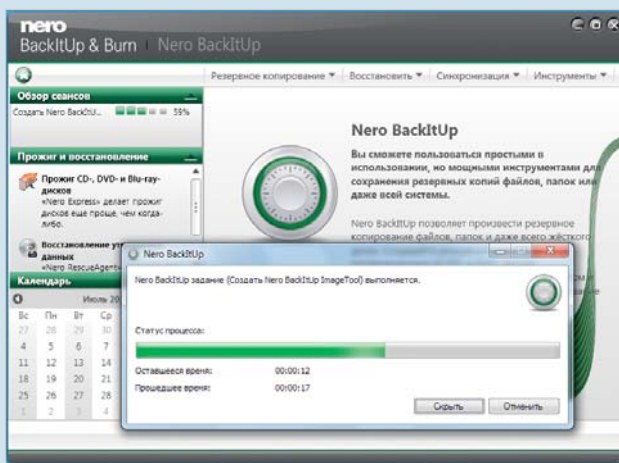 nero
BackItUp & Burn Nero BackItUp
Резервное копирование Восстановить Синхронизация Инструменты
Обзор сеансов
Создать Nero BackItU... 59%
Прожиг и восстановление
Прожиг CD-, DVD- и Blu-ray-
дисков
«Nero Express» делает прожиг
дисков еще проще, чем когда-
либо.
Восстановление
данных
«Nero RescueAgent»
Календарь
Июль
Вс Пн Вт Ср
27 28 29 30
4 5 6 7
11 12 13 14
18 19 20 21
25 26 27 28
1 2 3 4
Nero BackItUp
Вы сможете пользоваться простыми в
использовании, но мощными инструментами для
сохранения резервных копий файлов, папок или
даже всей системы.
Nero BackItUp позволяет произвести резервное
копирование файлов, папок и даже всего жёсткого
Nero BackItUp
Nero BackItUp задание (Создать Nero BackItUp ImageTool) выполняется.
Статус процесса:
Оставшееся время: 00:00:12
Прошедшее время: 00:00:17
Скрыть Отменить